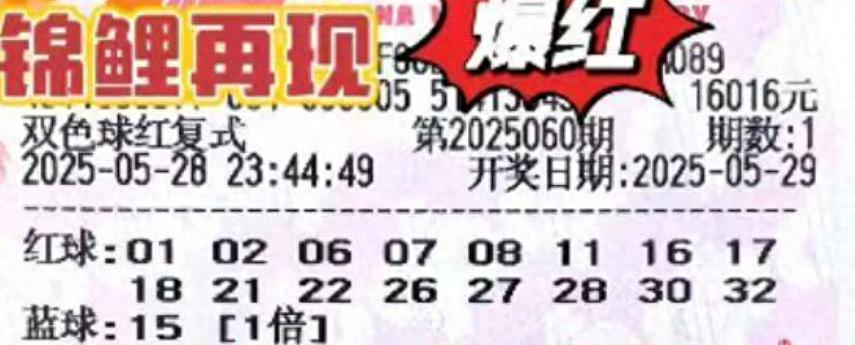 锦鲤再现
爆红
089
16016元
双色球红复式 第2025060期 期数:1
2025-05-28 23:44:49 开奖日期:2025-05-29
红球:01 02 06 07 08 11 16 17
18 21 22 26 27 28 30 32
蓝球:15 [1倍]